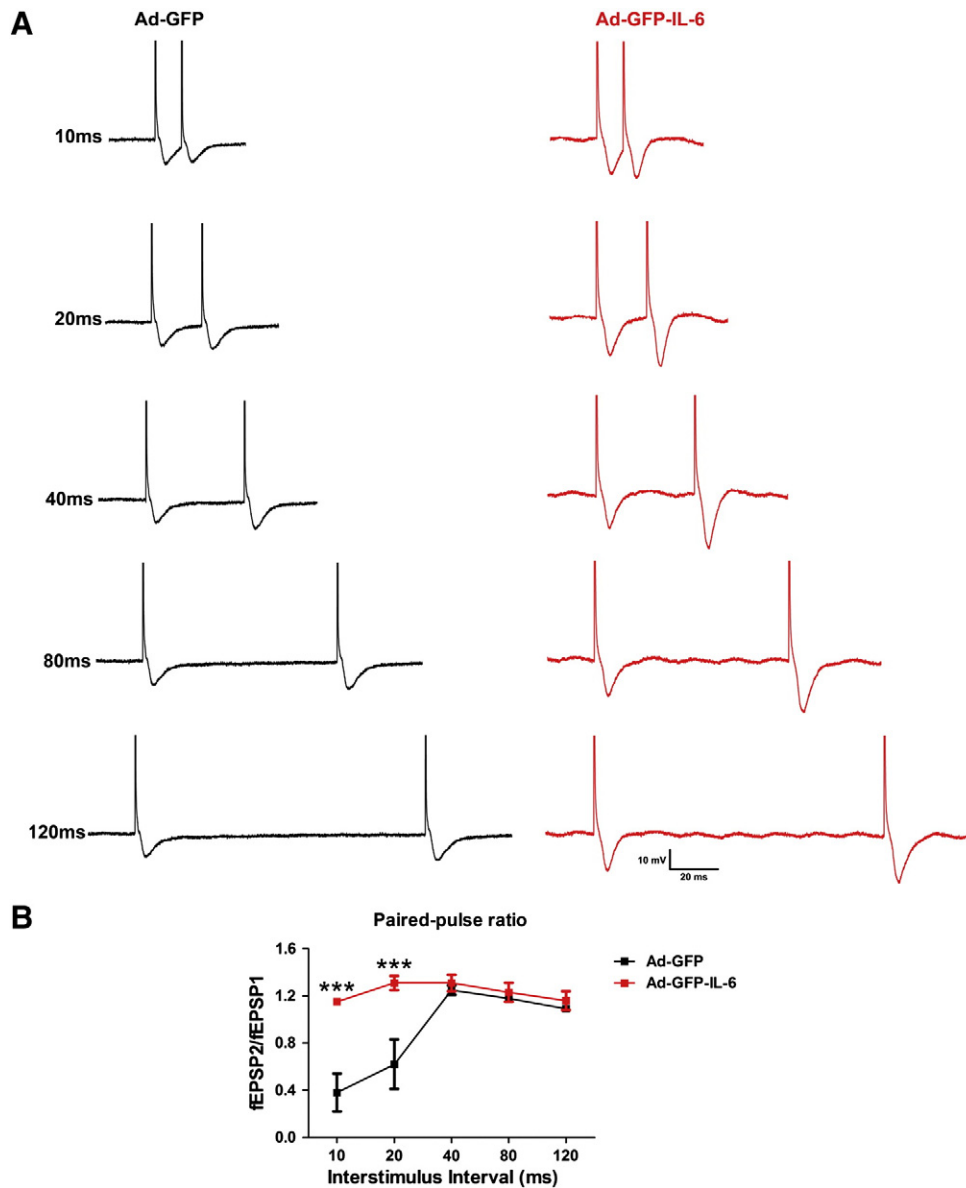 A
Ad-GFP
Ad-GFP-IL-6
10ms
20ms
40ms
80ms
120ms
10 mV
20 ms
B
Paired-pulse ratio
fEPSP2/fEPSP1
1.6
1.2
0.8
0.4
0.0
***
***
10 20 40 80 120
Interstimulus Interval (ms)
Ad-GFP
Ad-GFP-IL-6